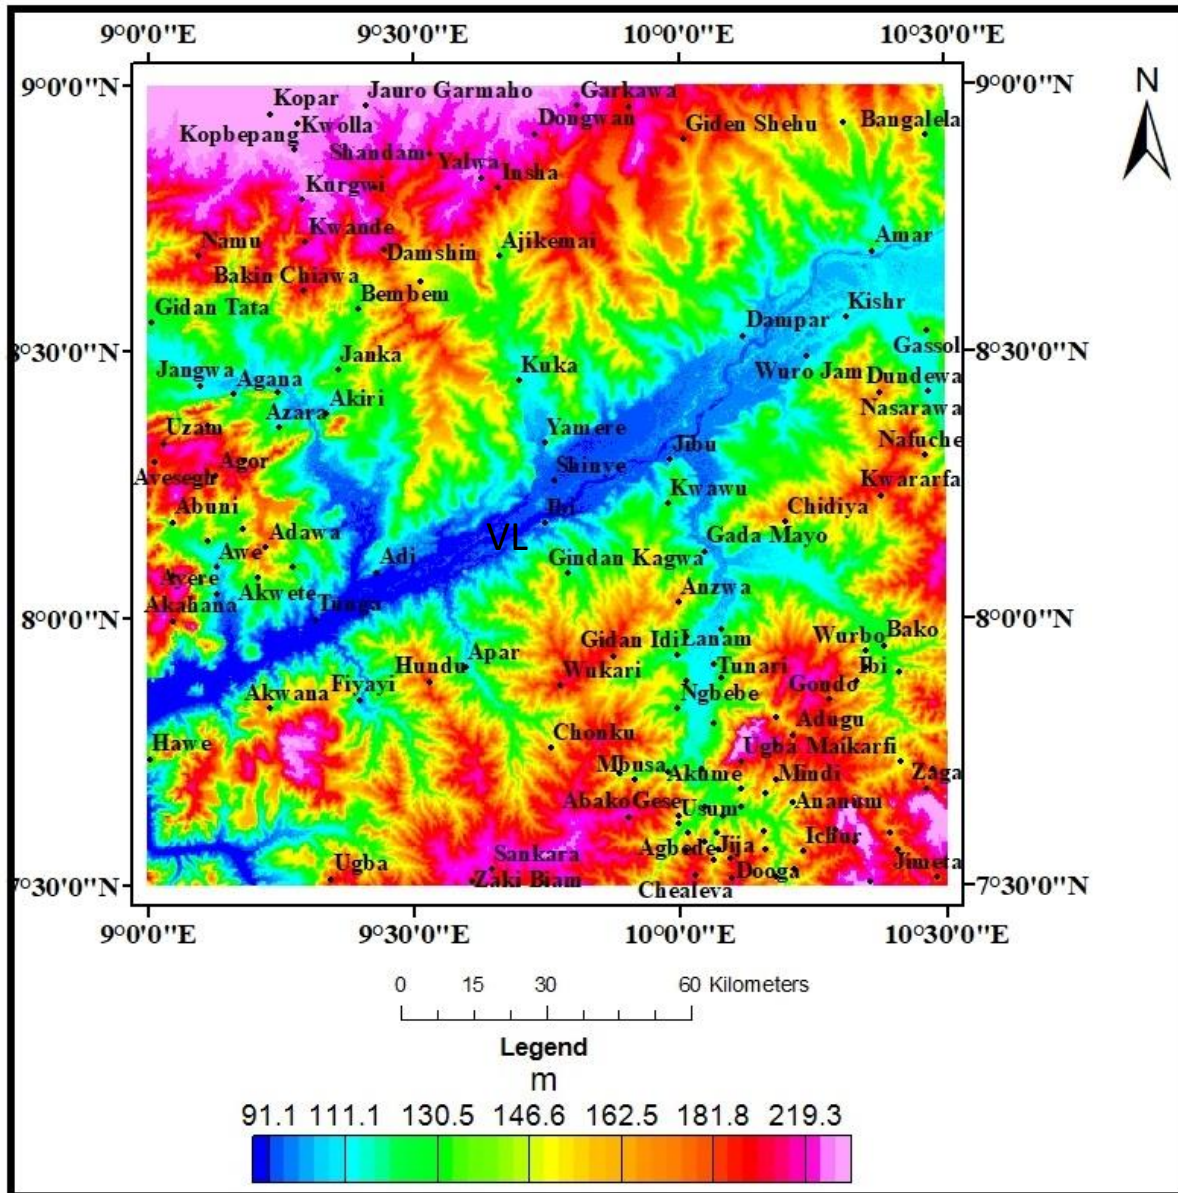 9°0'0"E 9°30'0"E 10°0'0"E 10°30'0"E
9°0'0"N 9°0'0"N
N
Jauro Garmaho Garkawa
Kopar
Kwolla Dongwan Giden Shehu Bangalela
Kopbepang
Shandam Yalwa Insha
Kurgwi
Kwande Amar
Namu Damshin Ajikemai
Bakin Chiawa
Gidan Tata Bembem Kishr
Dampar
8°30'0"N Gassol 8°30'0"N
Janka Kuka
Jangwa Agana Wuro Jam Dundewa
Akiri
Azara Nasarawa
Uzam Yamere Jibu Nafuche
Agor Shinye
Avesegh Kwawu Kwararfa
Abuni Ibi Chidiya
VL
Adawa Gada Mayo
Awe Adi Gindan Kagwa
Akwete Anzwa
Akahana Tunga
8°0'0"N 8°0'0"N
Gidan Idi Lanam Wurbo Bako
Apar
Hundu Wukari Tunari Ibi
Akwana Fiyayi Ngbebe Gondo
Chonku Adugu
Hawe Ugba Maikarfi
Mbusa Akume Mindi Zaga
Abako Gese Usum Ananum
Agbede Jija Ichur
Sankara Jimeta
Ugba Zaki Biam Dooga
7°30'0"N Chealeva 7°30'0"N
9°0'0"E 9°30'0"E 10°0'0"E 10°30'0"E
0 15 30 60 Kilometers
Legend
m
91.1 111.1 130.5 146.6 162.5 181.8 219.3